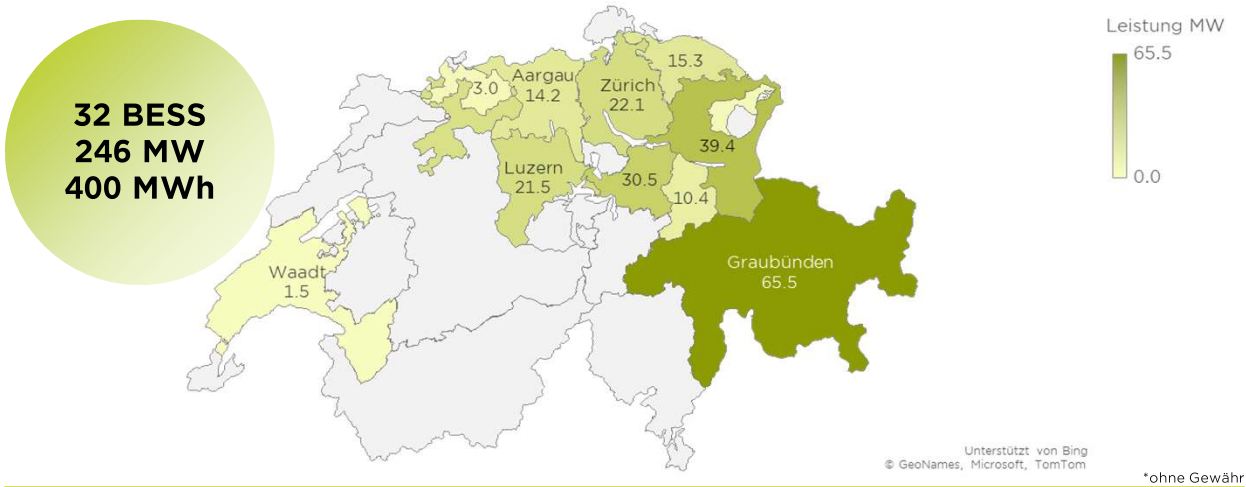 32 BESS
246 MW
400 MWh
Leistung MW
65.5
0.0
15.3
3.0
Aargau
14.2
Zürich
22.1
39.4
Luzern
21.5
30.5
10.4
Graubünden
65.5
Waadt
1.5
Unterstützt von Bing
© GeoNames, Microsoft, TomTom
*ohne Gewähr